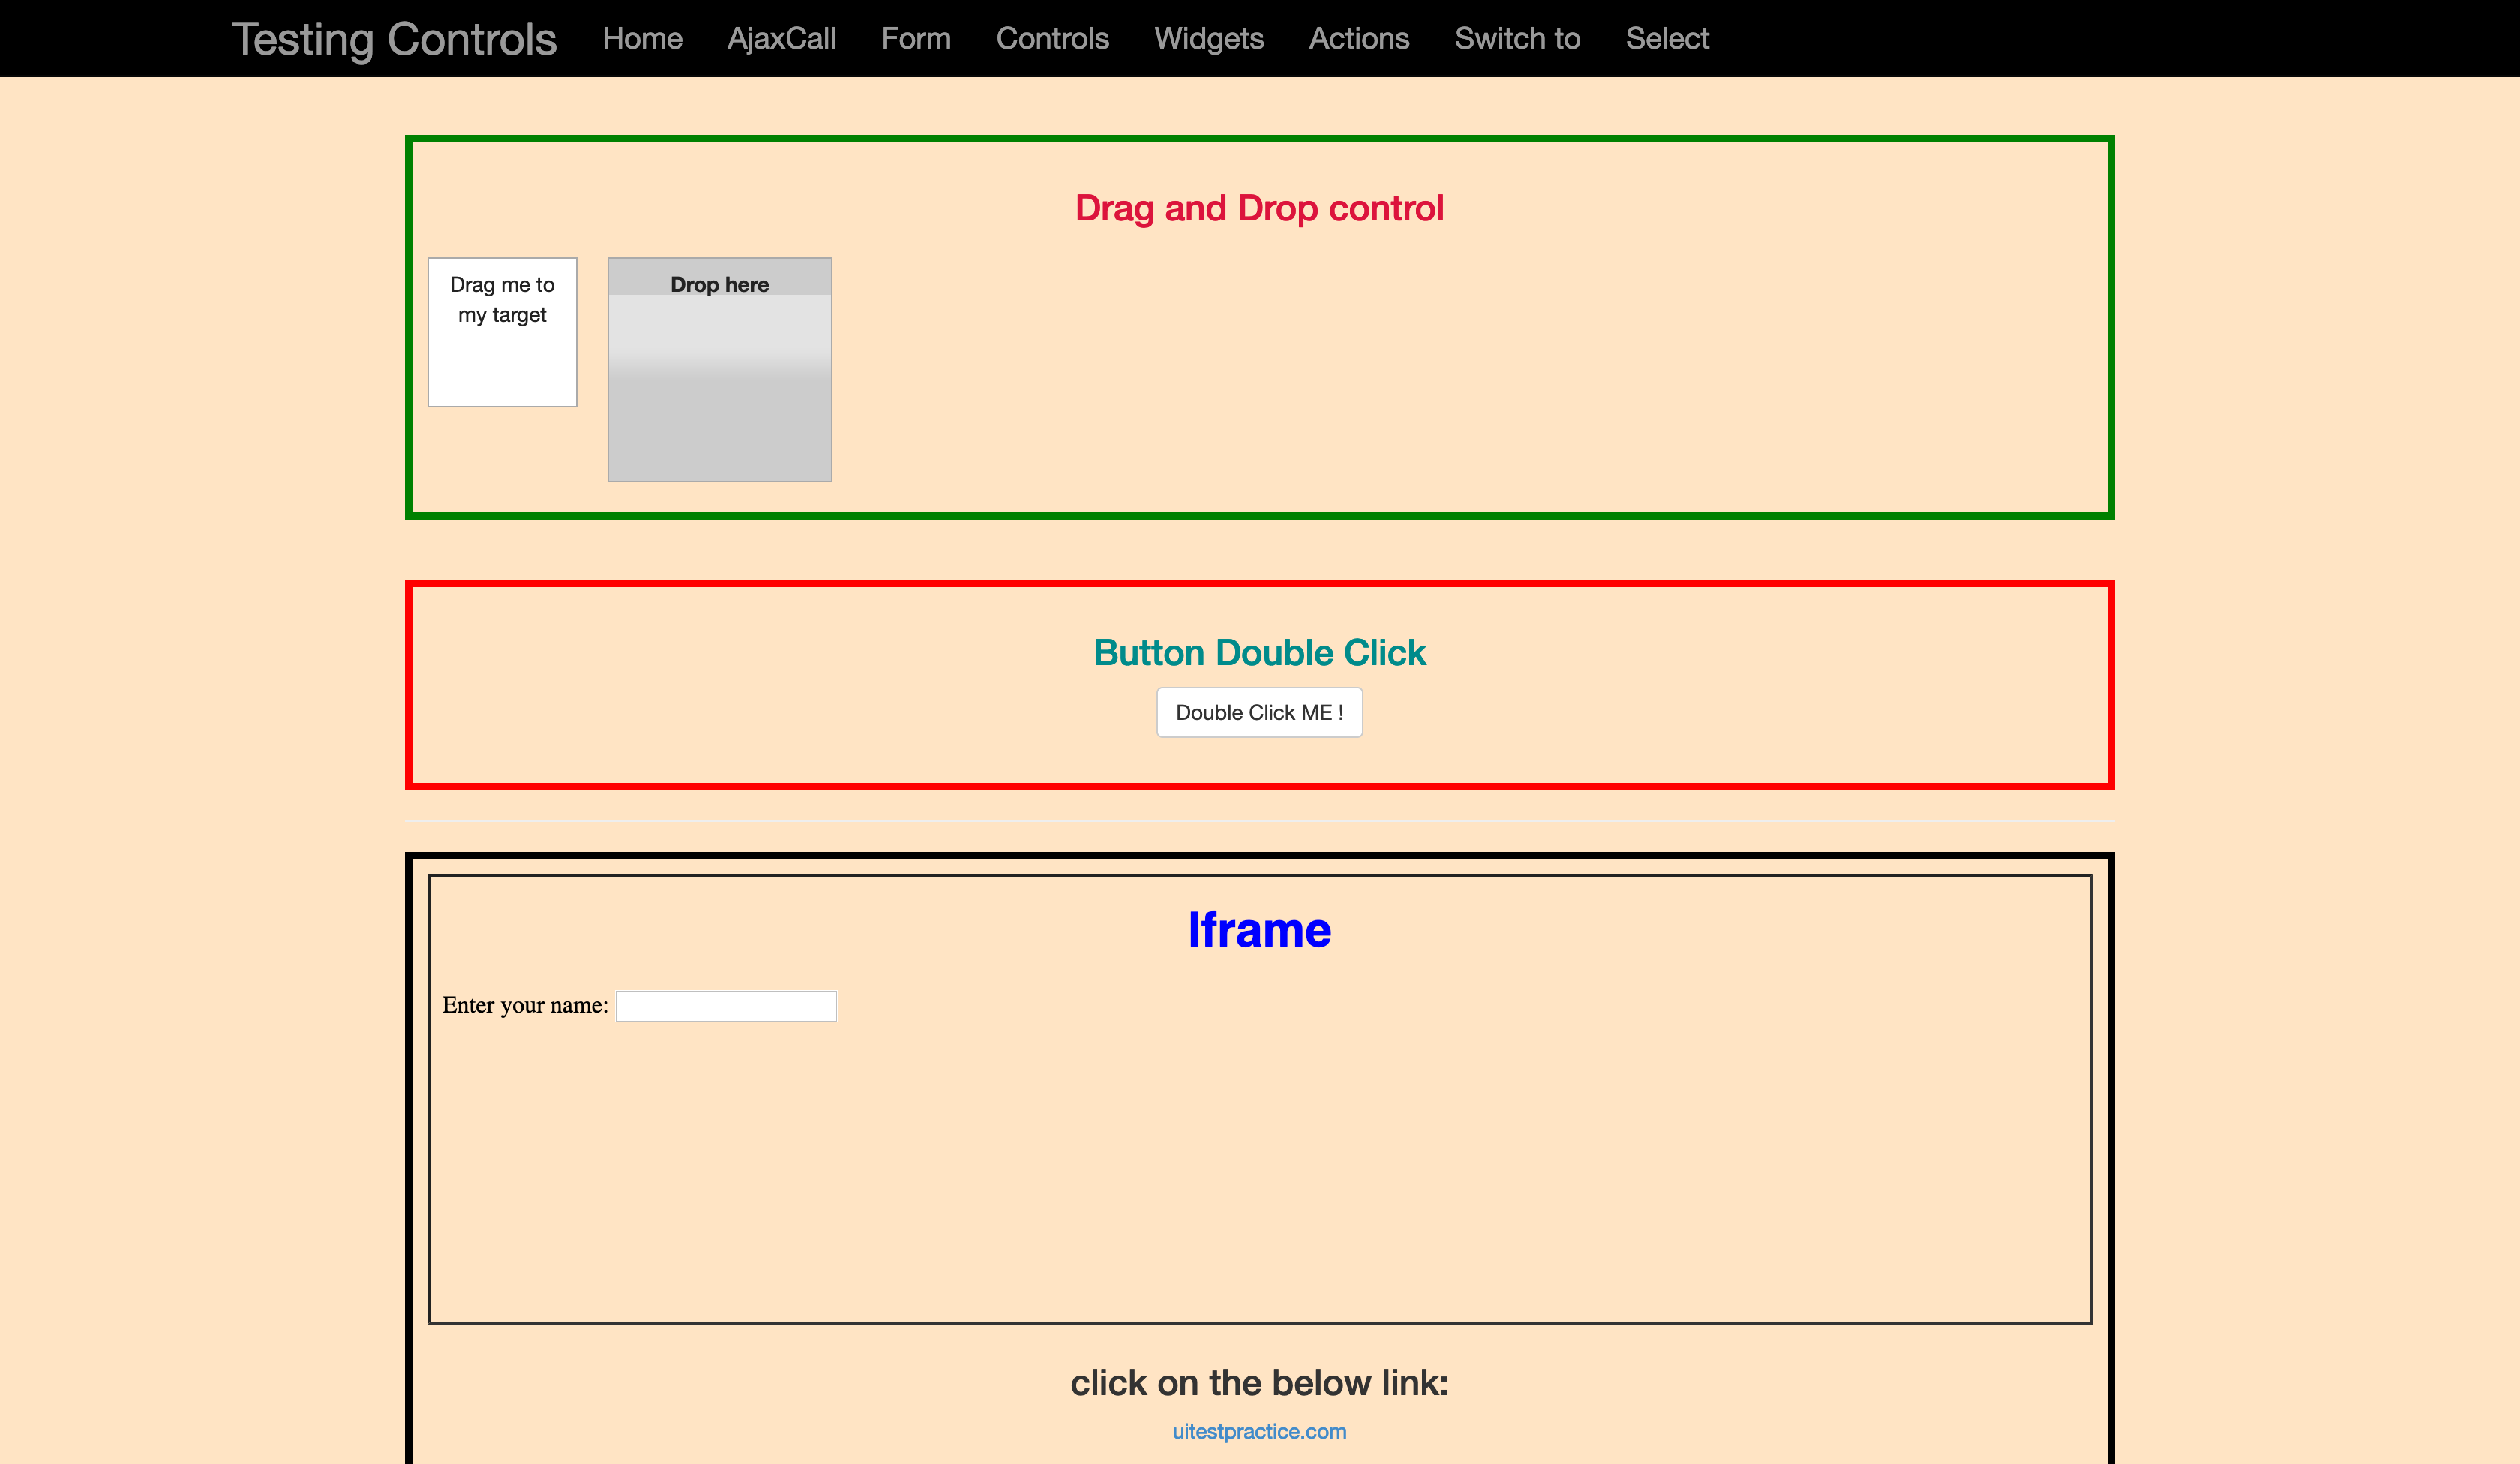 Testing Controls Home AjaxCall Form Controls Widgets Actions Switch to Select
Drag and Drop control
Drag me to
my target
Drop here
Button Double Click
Double Click ME !
Iframe
Enter your name:
click on the below link:
uitestpractice.com